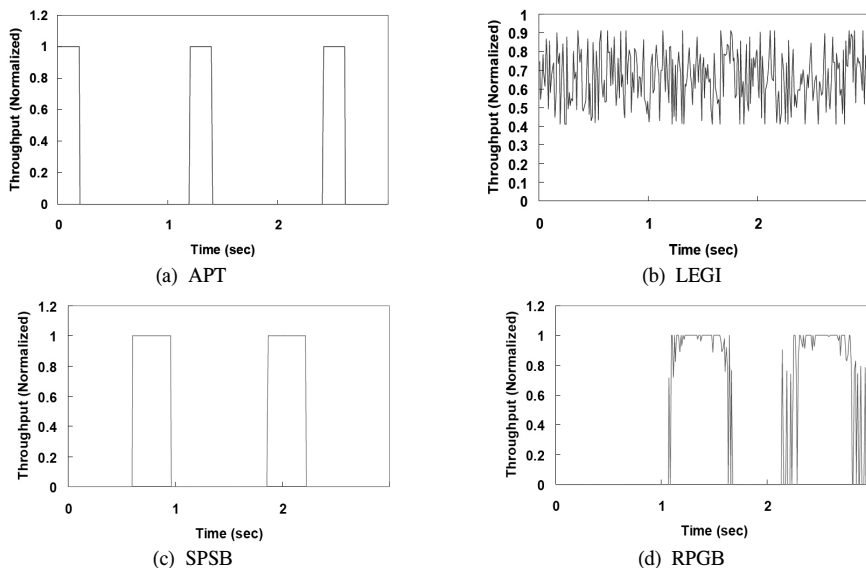 1.2
1
0.8
0.6
0.4
0.2
0
Throughput (Normalized)
0 1 2
Time (sec)
(a) APT
1
0.9
0.8
0.7
0.6
0.5
0.4
0.3
0.2
0.1
0
Throughput (Normalized)
0 1 2
Time (sec)
(b) LEGI
1.2
1
0.8
0.6
0.4
0.2
0
Throughput (Normalized)
0 1 2
Time (sec)
(c) SPSB
1.2
1
0.8
0.6
0.4
0.2
0
Throughput (Normalized)
0 1 2
Time (sec)
(d) RPGB